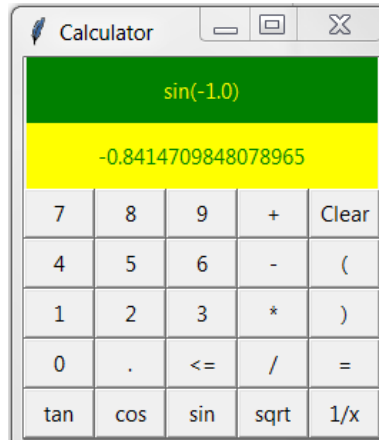 Calculator
sin(-1.0)
-0.8414709848078965
7 8 9 + Clear
4 5 6 - (
1 2 3 * )
0 . <= / =
tan cos sin sqrt 1/x